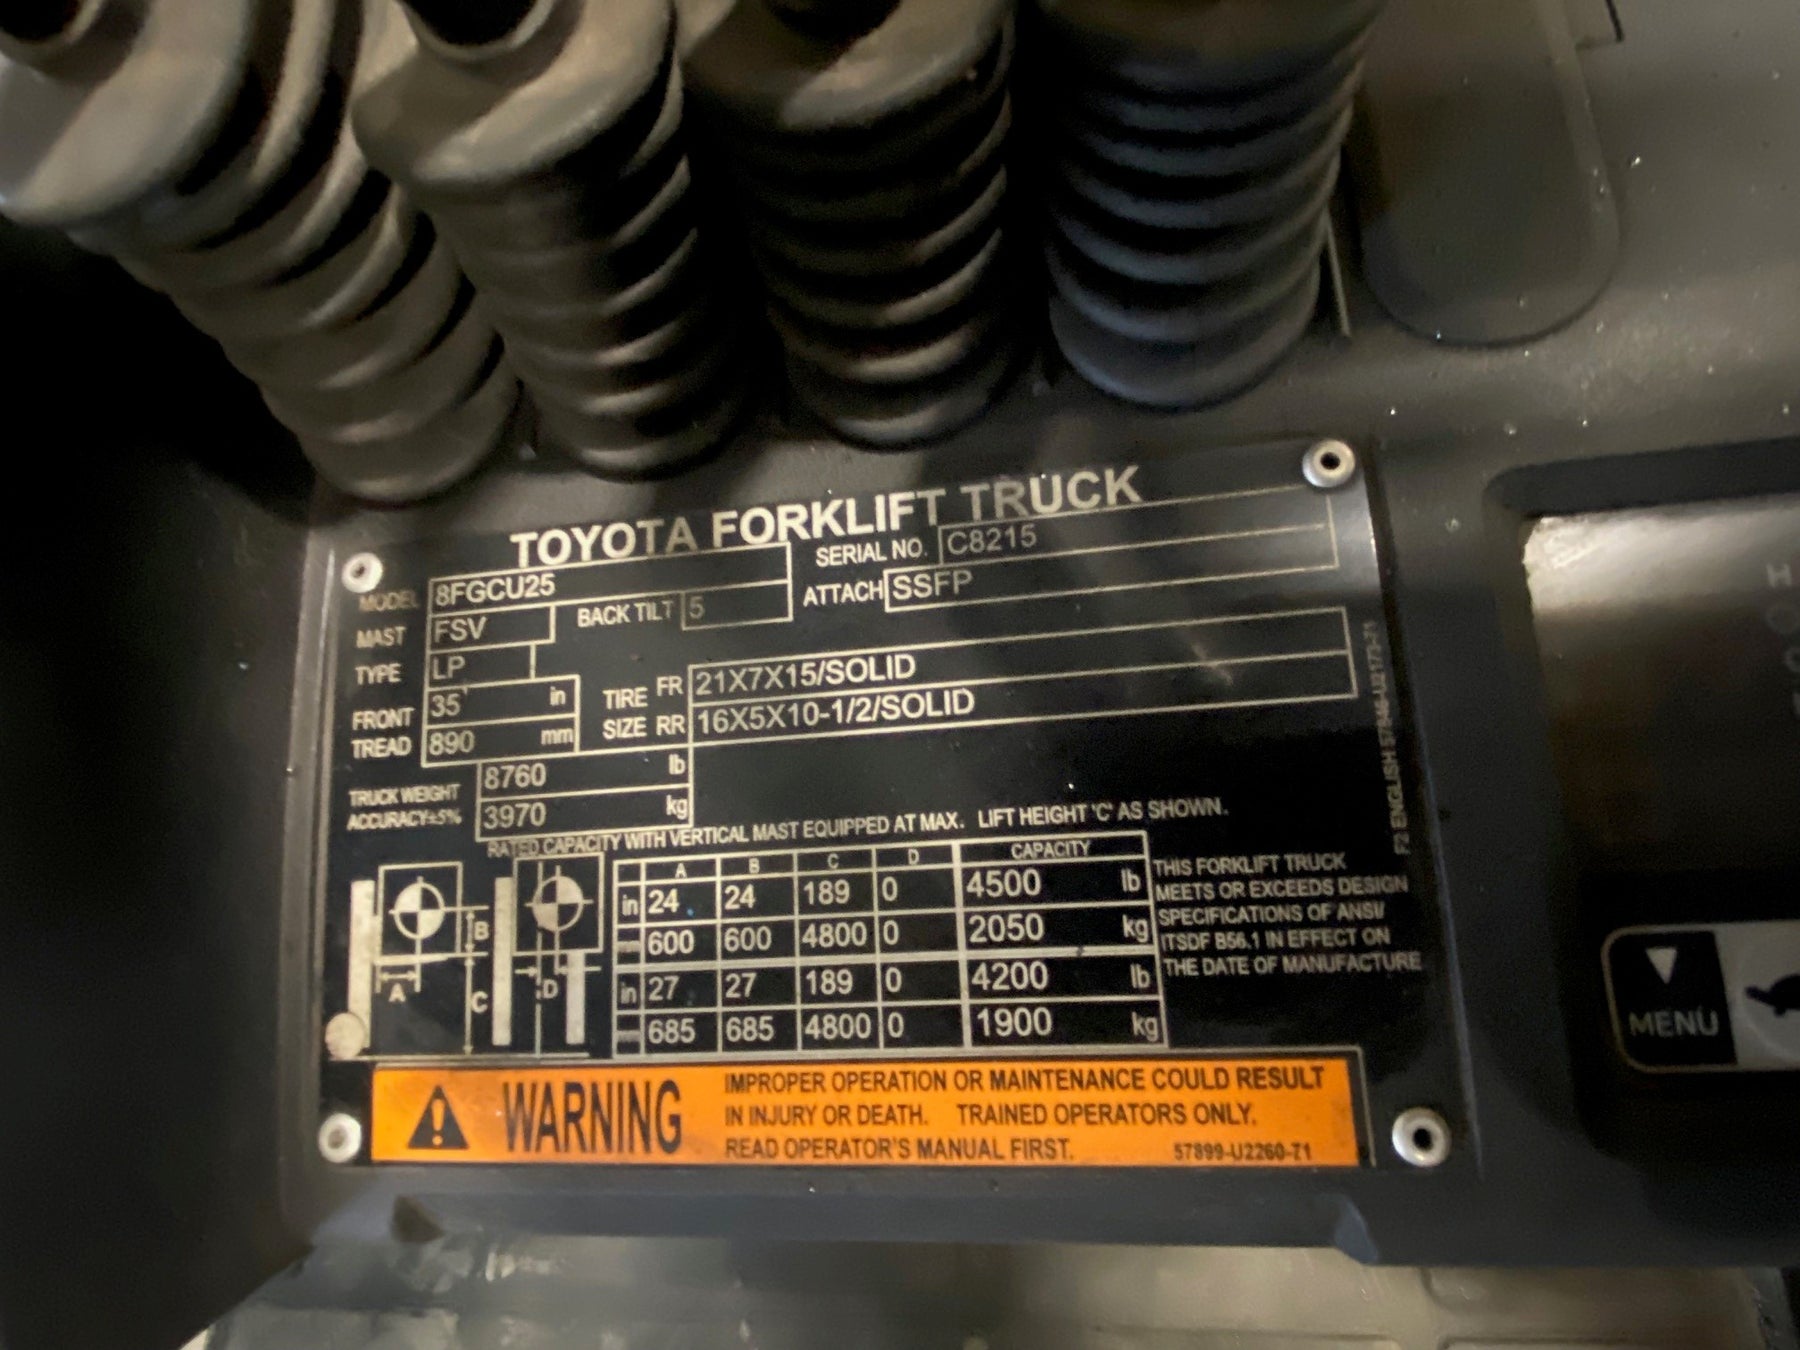 TOYOTA FORKLIFT TRUCK
MODEL 8FGCU25 SERIAL NO. C8215
MAST FSV BACK TILT 5 ATTACH SSFP
TYPE LP
FRONT TREAD 35 in TIRE SIZE FR 21X7X15/SOLID
890 mm RR 16X5X10-1/2/SOLID
TRUCK WEIGHT 8760 lb
ACCURACY±5% 3970 kg
RATED CAPACITY WITH VERTICAL MAST EQUIPPED AT MAX. LIFT HEIGHT "C" AS SHOWN.
A B C D CAPACITY
in 24 24 189 0 4500 lb
mm 600 600 4800 0 2050 kg
in 27 27 189 0 4200 lb
mm 685 685 4800 0 1900 kg
B
A
C
D
THIS FORKLIFT TRUCK
MEETS OR EXCEEDS DESIGN
SPECIFICATIONS OF ANSI/
ITSDF B56.1 IN EFFECT ON
THE DATE OF MANUFACTURE
WARNING
IMPROPER OPERATION OR MAINTENANCE COULD RESULT
IN INJURY OR DEATH. TRAINED OPERATORS ONLY.
READ OPERATOR'S MANUAL FIRST. 57899-U2260-71
MENU